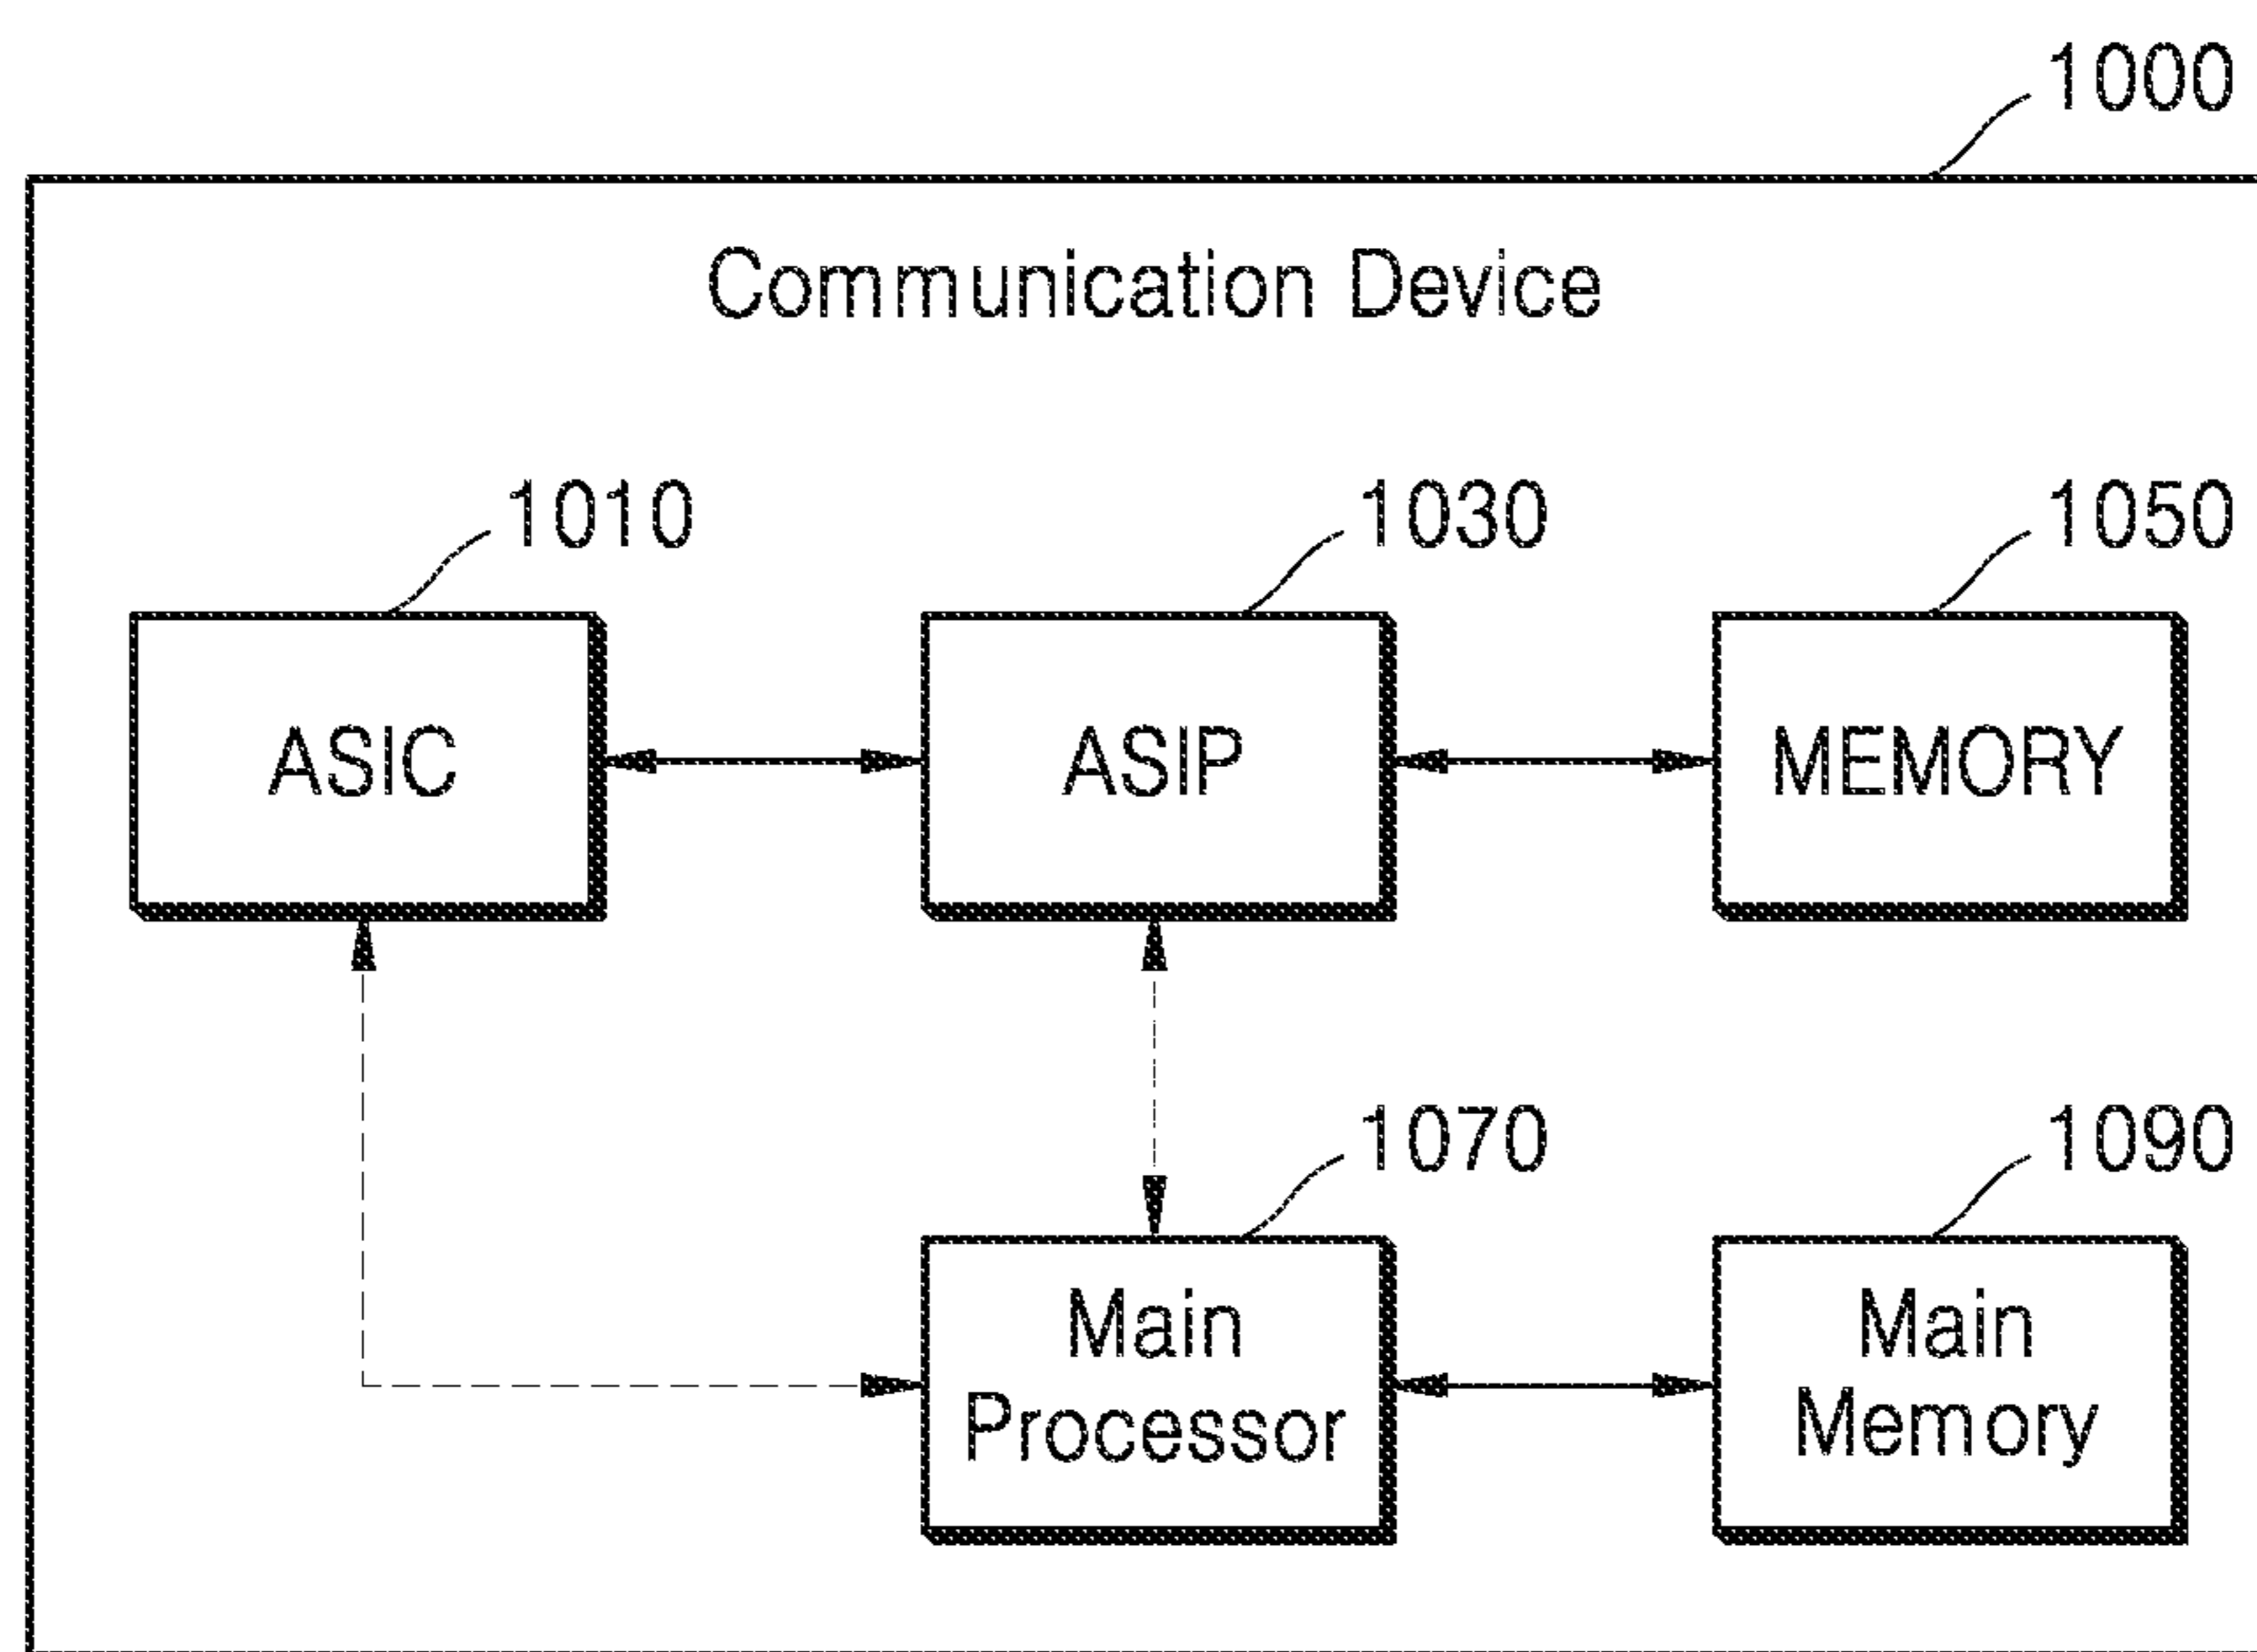 1000
Communication Device
1010
1030
1050
ASIC
ASIP
MEMORY
1070
1090
Main
Processor
Main
Memory